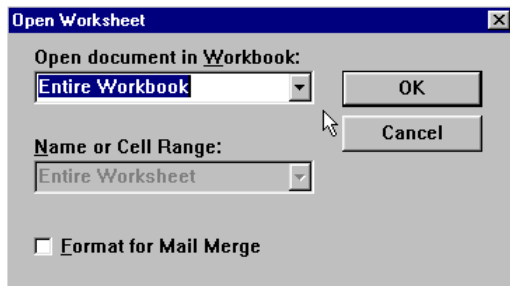 Open Worksheet
Open document in Workbook:
Entire Workbook
OK
Cancel
Name or Cell Range:
Entire Worksheet
Format for Mail Merge